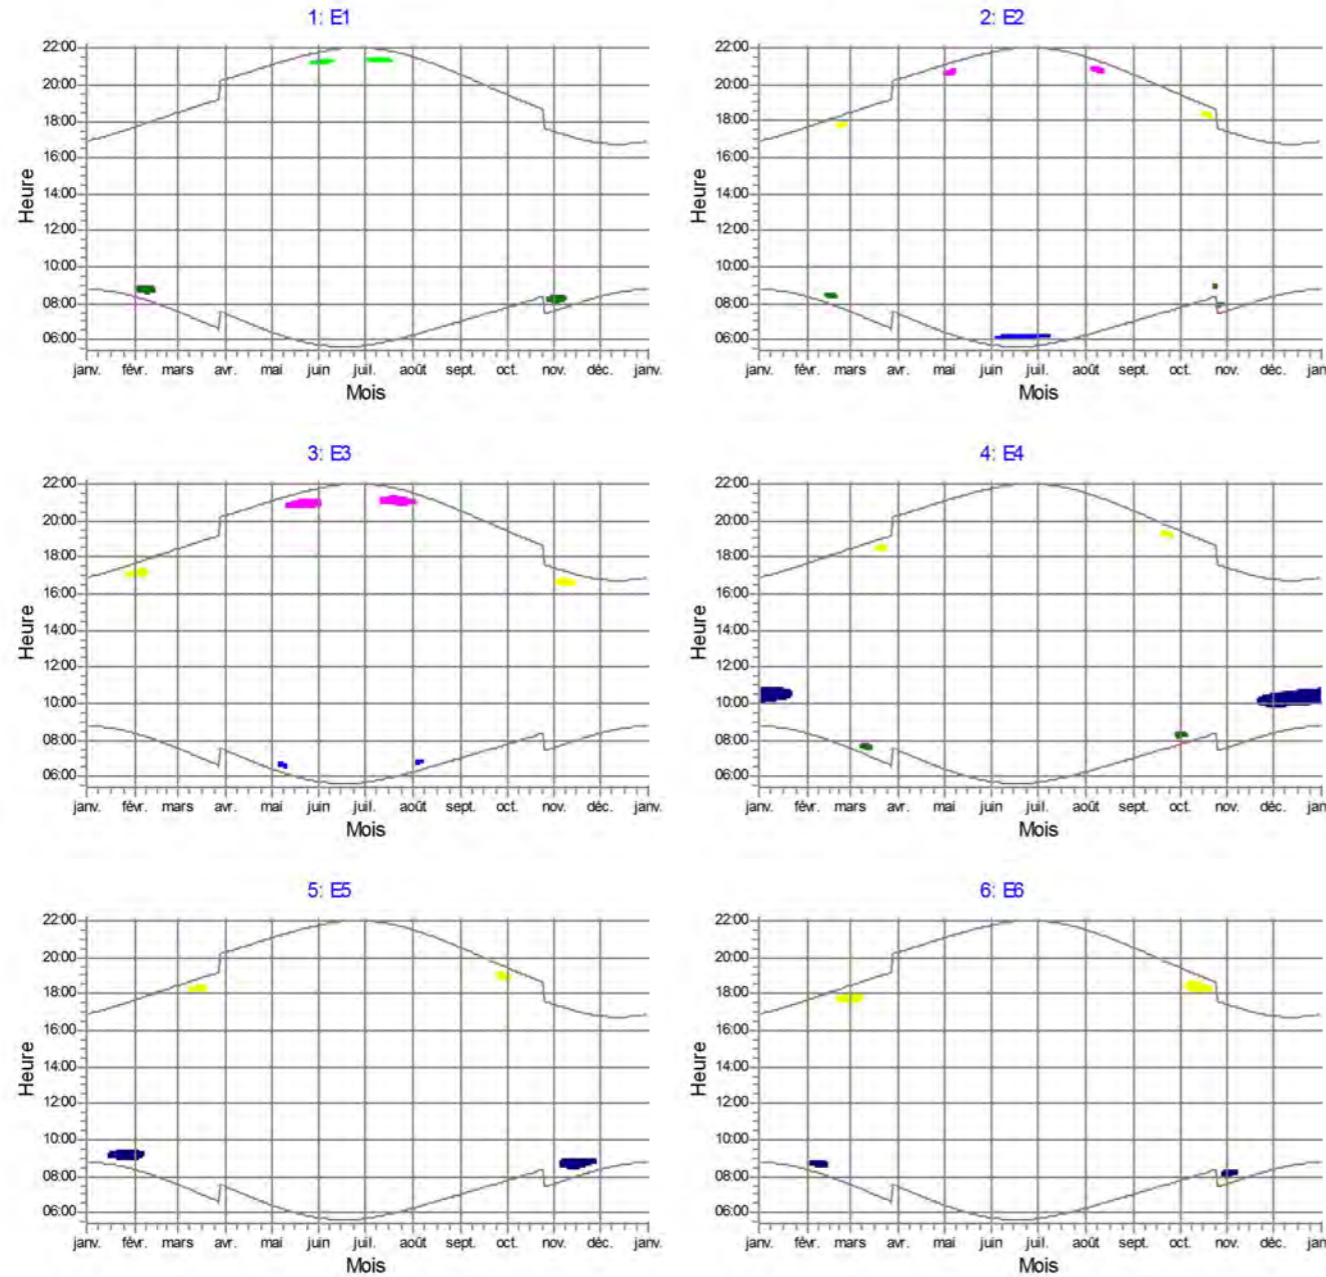 1: E1
22:00
20:00
18:00
16:00
14:00
12:00
10:00
08:00
06:00
Heure
janv. févr. mars avr. mai juin juil. août sept. oct. nov. déc. janv.
Mois
2: E2
22:00
20:00
18:00
16:00
14:00
12:00
10:00
08:00
06:00
Heure
janv. févr. mars avr. mai juin juil. août sept. oct. nov. déc. jan
Mois
3: E3
22:00
20:00
18:00
16:00
14:00
12:00
10:00
08:00
06:00
Heure
janv. févr. mars avr. mai juin juil. août sept. oct. nov. déc. janv.
Mois
4: E4
22:00
20:00
18:00
16:00
14:00
12:00
10:00
08:00
06:00
Heure
janv. févr. mars avr. mai juin juil. août sept. oct. nov. déc. jan
Mois
5: E5
22:00
20:00
18:00
16:00
14:00
12:00
10:00
08:00
06:00
Heure
janv. févr. mars avr. mai juin juil. août sept. oct. nov. déc. janv.
Mois
6: E6
22:00
20:00
18:00
16:00
14:00
12:00
10:00
08:00
06:00
Heure
janv. févr. mars avr. mai juin juil. août sept. oct. nov. déc. jan
Mois